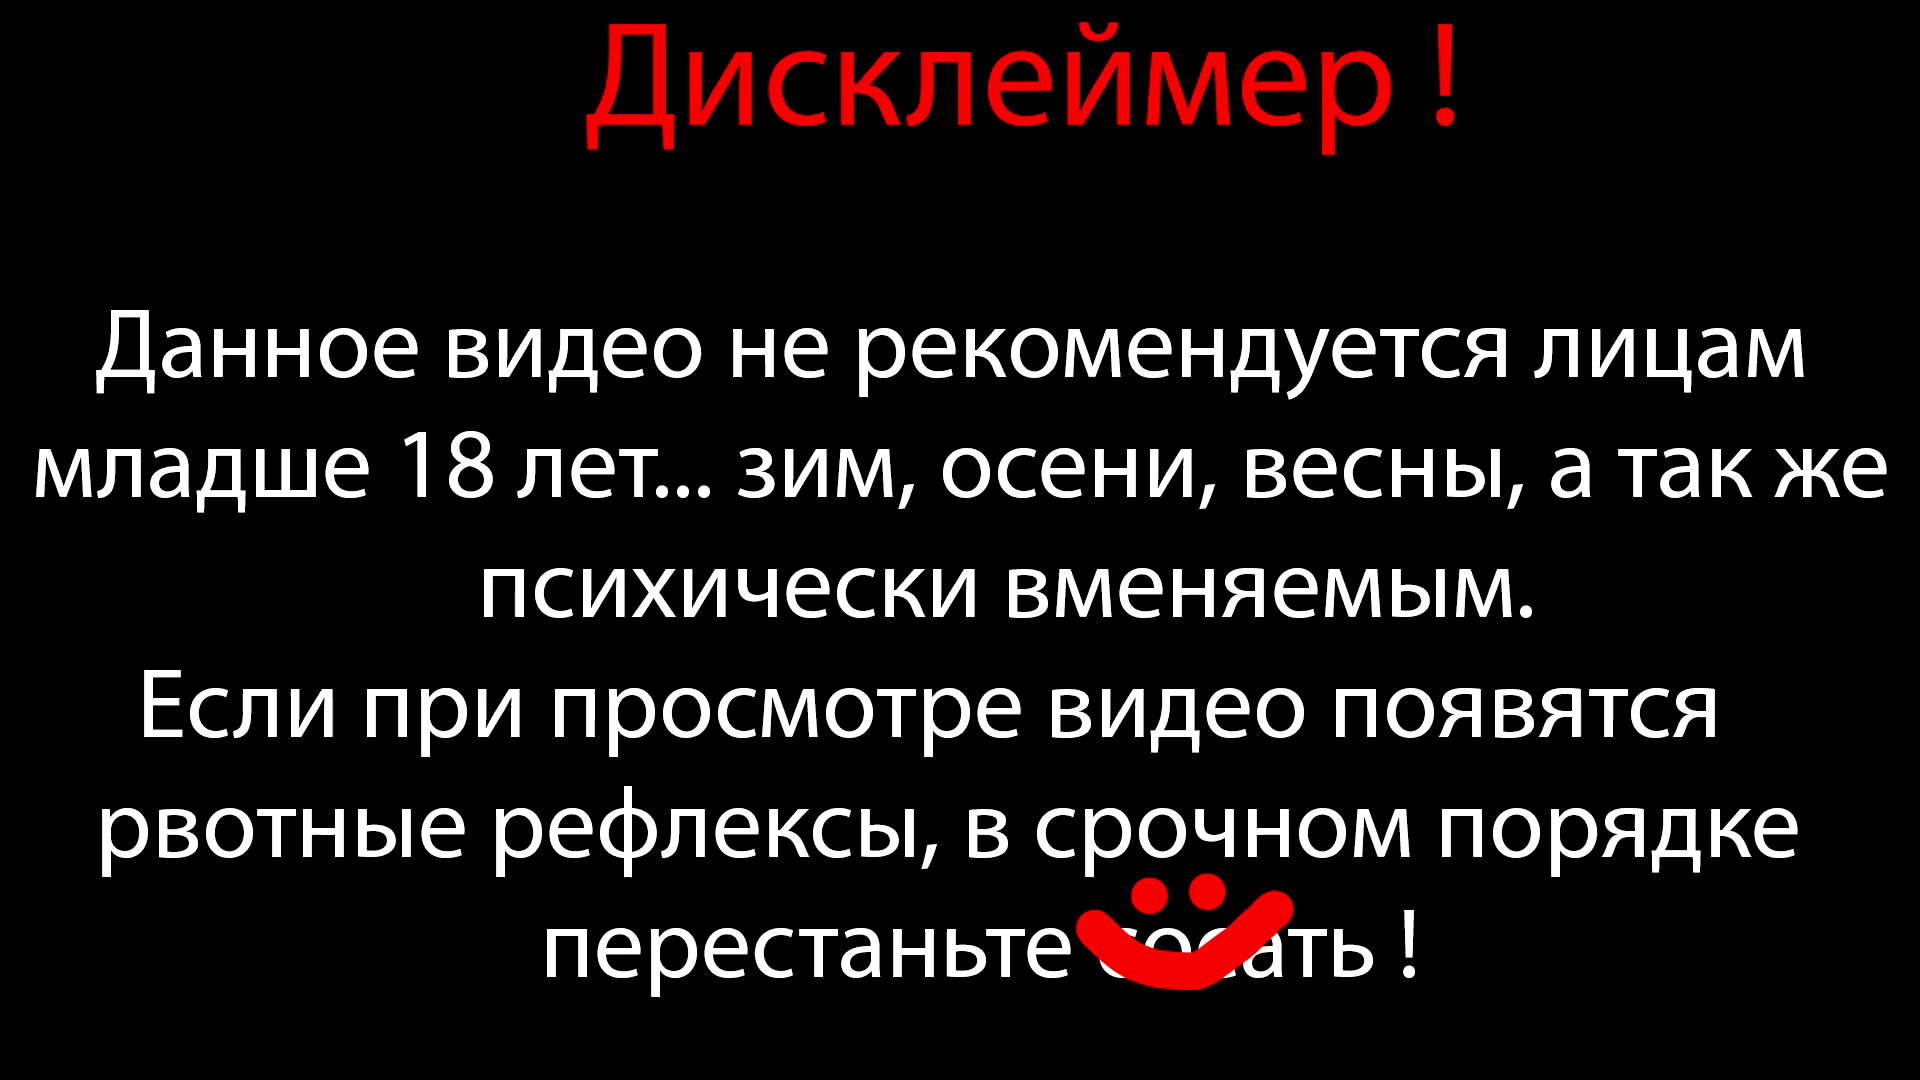 Дисклеймер !
Данное видео не рекомендуется лицам
младше 18 лет... зим, осени, весны, а так же
психически вменяемым.
Если при просмотре видео появятся
рвотные рефлексы, в срочном порядке
перестаньте сосать !